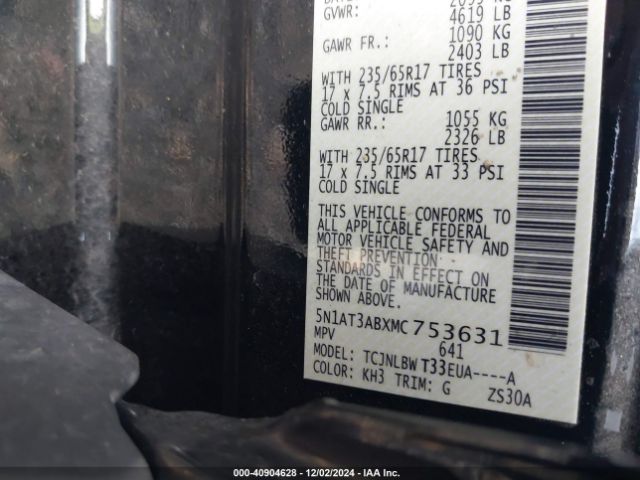 GVWR:
4619 LB
GAWR FR.: 1090 KG
2403 LB
WITH 235/65R17 TIRES
17 x 7.5 RIMS AT 36 PSI
COLD SINGLE
GAWR RR.: 1055 KG
2326 LB
WITH 235/65R17 TIRES
17 x 7.5 RIMS AT 33 PSI
COLD SINGLE
THIS VEHICLE CONFORMS TO
ALL APPLICABLE FEDERAL
MOTOR VEHICLE SAFETY AND
THEFT PREVENTION
STANDARDS IN EFFECT ON
THE DATE OF MANUFACTURE
SHOWN ABOVE.
5N1AT3ABXMC 753631
MPV 641
MODEL: TCJNLBW T33EUA----A
COLOR: KH3 TRIM: G ZS30A
000-40904628 - 12/02/2024 - IAA Inc.